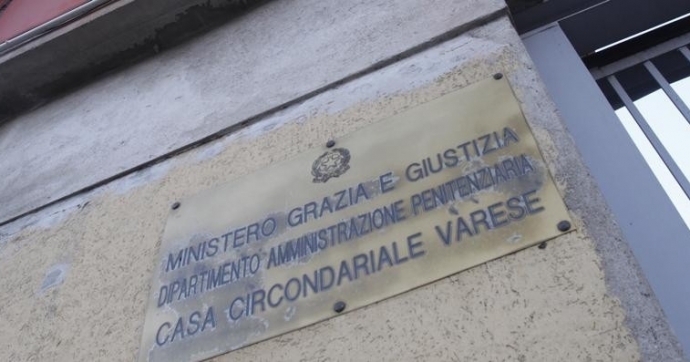 MINISTERO GRAZIA E GIUSTIZIA
DIPARTIMENTO AMMINISTRAZIONE PENITENZIARIA
CASA CIRCONDARIALE VARESE